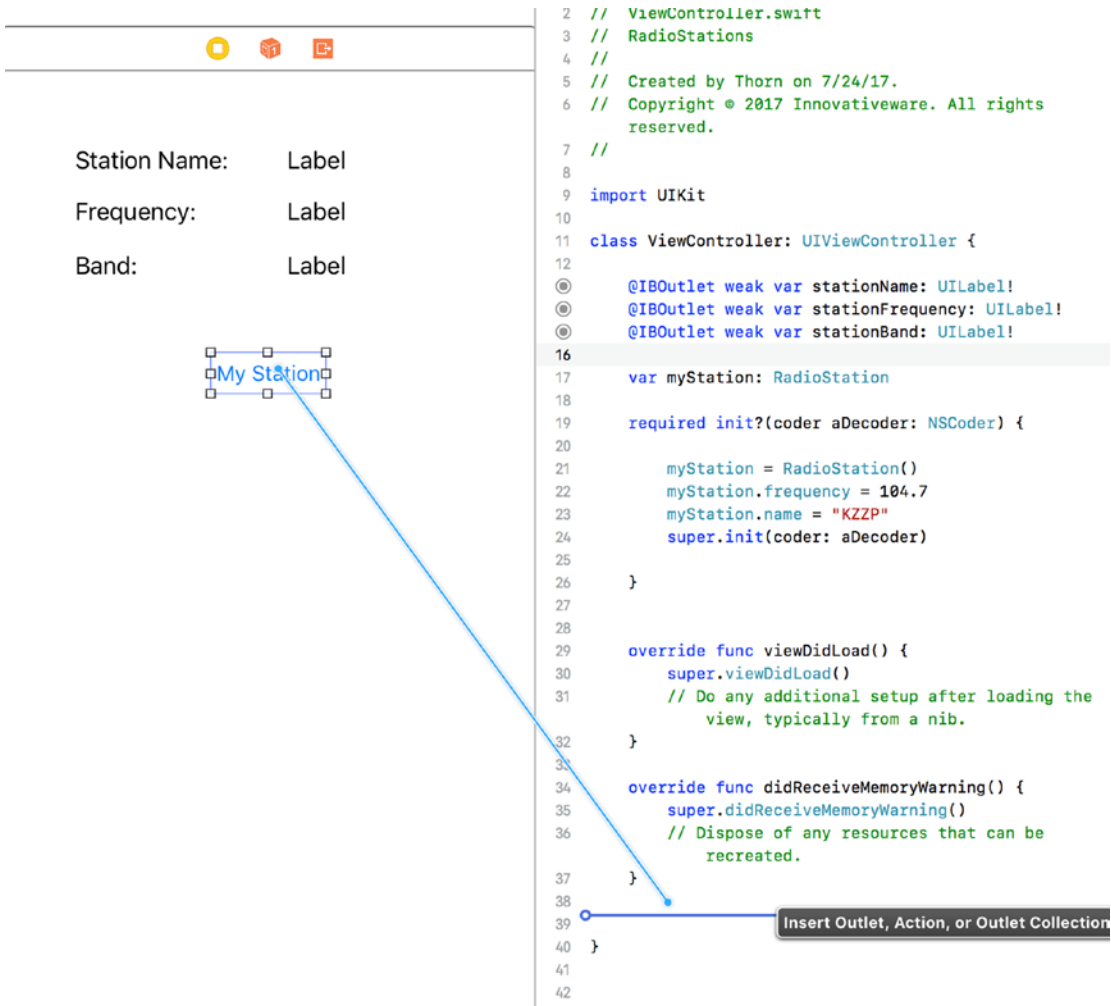 Station Name: Label
Frequency: Label
Band: Label
My Station
2 // ViewController.swift
3 // RadioStations
4 //
5 // Created by Thorn on 7/24/17.
6 // Copyright © 2017 Innovativeware. All rights
reserved.
7 //
8
9 import UIKit
10
11 class ViewController: UIViewController {
12
@IBOutlet weak var stationName: UILabel!
@IBOutlet weak var stationFrequency: UILabel!
@IBOutlet weak var stationBand: UILabel!
16
17 var myStation: RadioStation
18
19 required init?(coder aDecoder: NSCoder) {
20
21 myStation = RadioStation()
22 myStation.frequency = 104.7
23 myStation.name = "KZZP"
24 super.init(coder: aDecoder)
25
26 }
27
28
29 override func viewDidLoad() {
30 super.viewDidLoad()
31 // Do any additional setup after loading the
view, typically from a nib.
32 }
33
34 override func didReceiveMemoryWarning() {
35 super.didReceiveMemoryWarning()
36 // Dispose of any resources that can be
recreated.
37 }
38
39 Insert Outlet, Action, or Outlet Collection
40 }
41
42